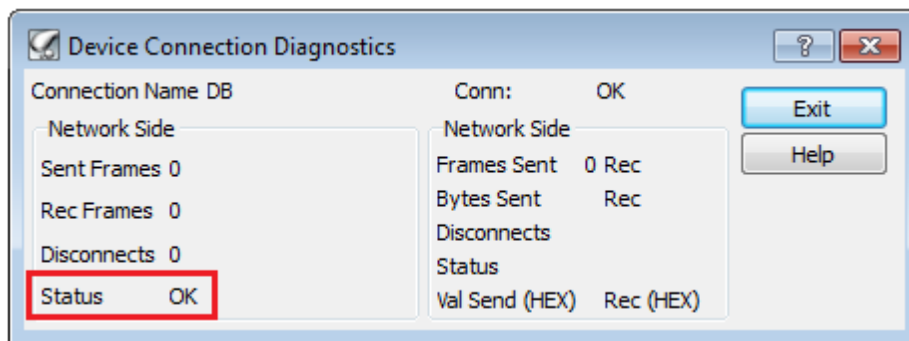 Device Connection Diagnostics
?
Connection Name DB
Conn: OK
Exit
Help
Network Side
Sent Frames 0
Rec Frames 0
Disconnects 0
Status OK
Network Side
Frames Sent 0 Rec
Bytes Sent Rec
Disconnects
Status
Val Send (HEX) Rec (HEX)